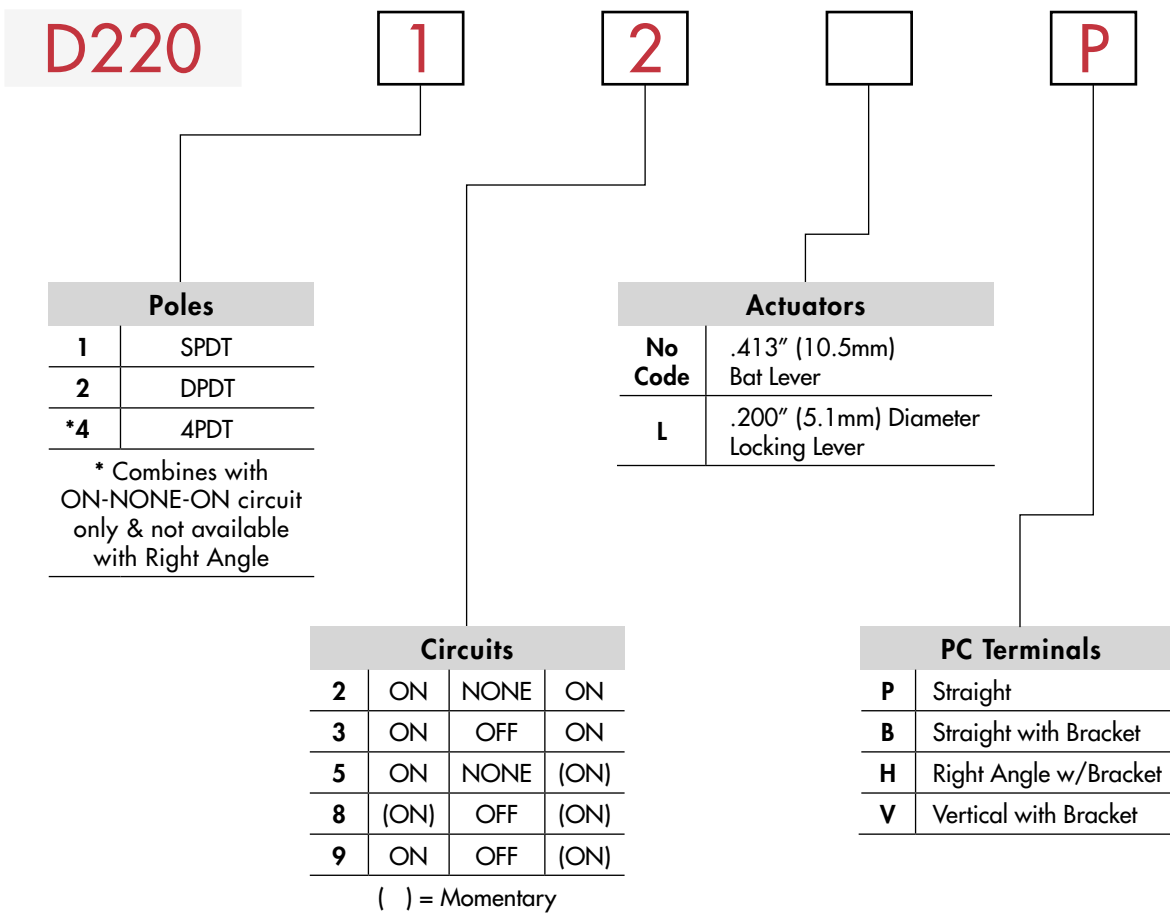 D220 1 2 P
Poles
1 SPDT
2 DPDT
*4 4PDT
* Combines with
ON-NONE-ON circuit
only & not available
with Right Angle
Actuators
No Code .413” (10.5mm) Bat Lever
L .200” (5.1mm) Diameter Locking Lever
Circuits
2 ON NONE ON
3 ON OFF ON
5 ON NONE (ON)
8 (ON) OFF (ON)
9 ON OFF (ON)
( ) = Momentary
PC Terminals
P Straight
B Straight with Bracket
H Right Angle w/Bracket
V Vertical with Bracket